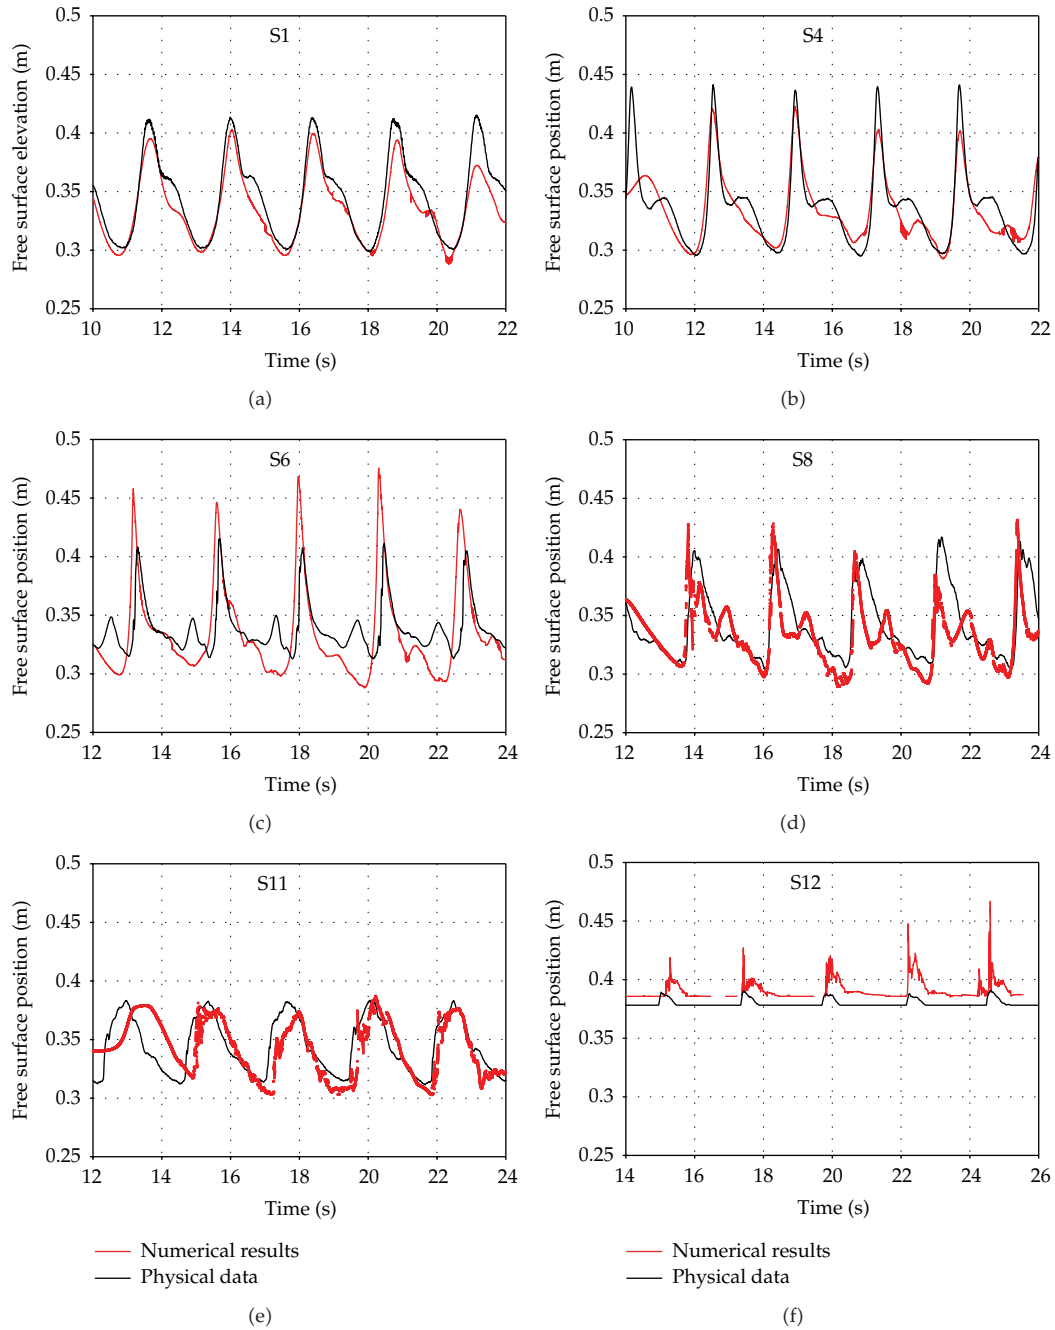 S1
Free surface elevation (m)
0.5
0.45
0.4
0.35
0.3
0.25
10 12 14 16 18 20 22
Time (s)
(a)
S4
Free surface position (m)
0.5
0.45
0.4
0.35
0.3
0.25
10 12 14 16 18 20 22
Time (s)
(b)
S6
Free surface position (m)
0.5
0.45
0.4
0.35
0.3
0.25
12 14 16 18 20 22 24
Time (s)
(c)
S8
Free surface position (m)
0.5
0.45
0.4
0.35
0.3
0.25
12 14 16 18 20 22 24
Time (s)
(d)
S11
Free surface position (m)
0.5
0.45
0.4
0.35
0.3
0.25
12 14 16 18 20 22 24
Time (s)
Numerical results
Physical data
(e)
S12
Free surface position (m)
0.5
0.45
0.4
0.35
0.3
0.25
14 16 18 20 22 24 26
Time (s)
Numerical results
Physical data
(f)